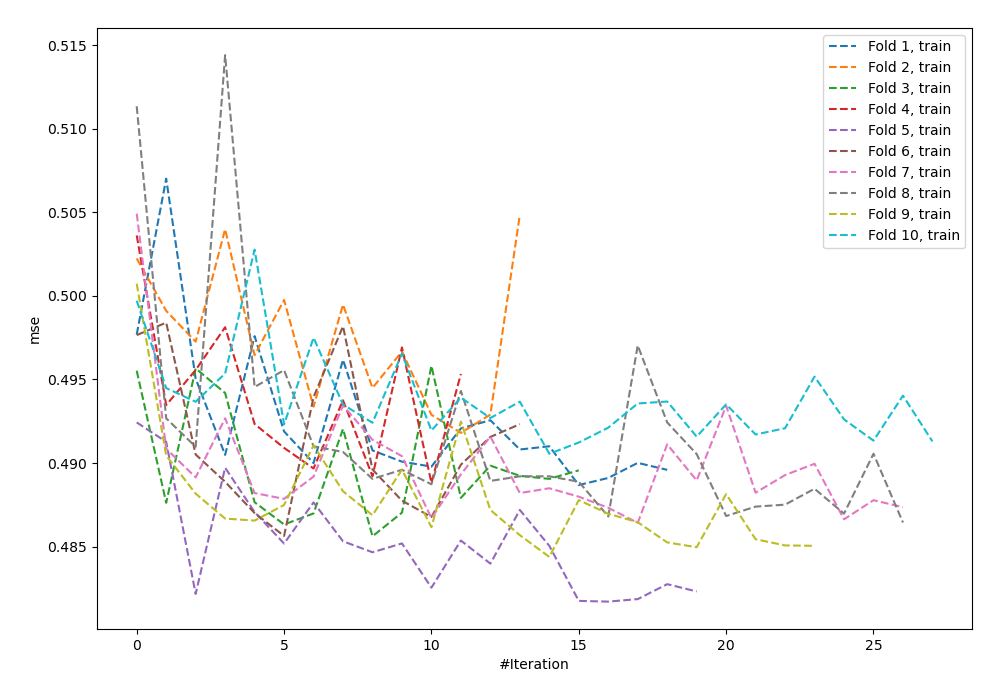 0.515
0.510
0.505
0.500
0.495
0.490
0.485
mse
0
5
10
15
20
25
#Iteration
Fold 1, train
Fold 2, train
Fold 3, train
Fold 4, train
Fold 5, train
Fold 6, train
Fold 7, train
Fold 8, train
Fold 9, train
Fold 10, train